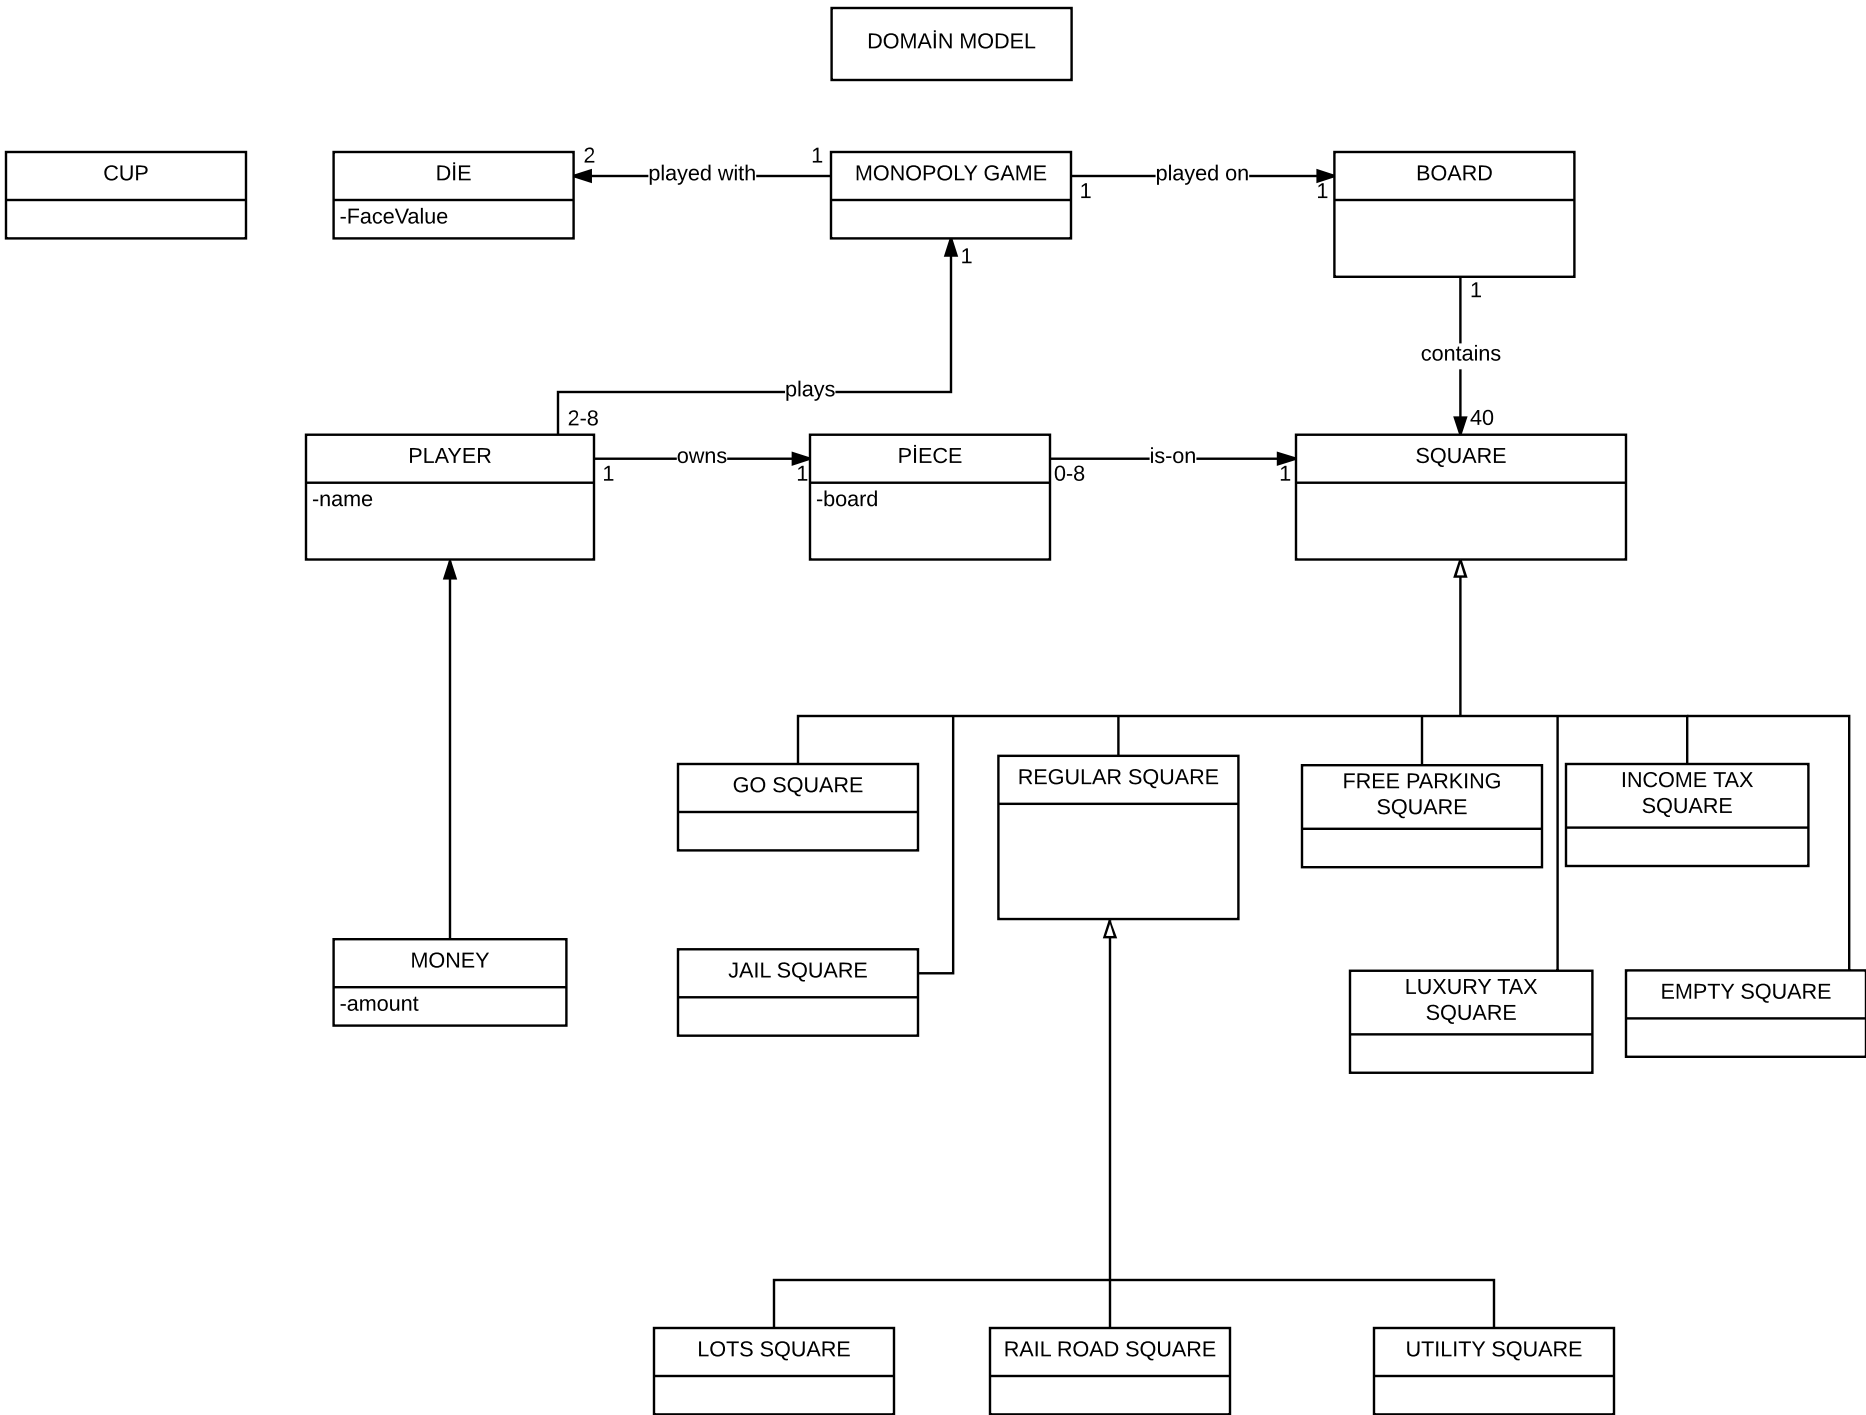 DOMAİN MODEL
CUP
DİE
-FaceValue
2
played with
1
MONOPOLY GAME
1
played on
1
BOARD
1
plays
2-8
1
contains
40
PLAYER
-name
1
owns
1
PİECE
-board
0-8
is-on
1
SQUARE
GO SQUARE
REGULAR SQUARE
FREE PARKING
SQUARE
INCOME TAX
SQUARE
MONEY
-amount
JAIL SQUARE
LUXURY TAX
SQUARE
EMPTY SQUARE
LOTS SQUARE
RAIL ROAD SQUARE
UTILITY SQUARE